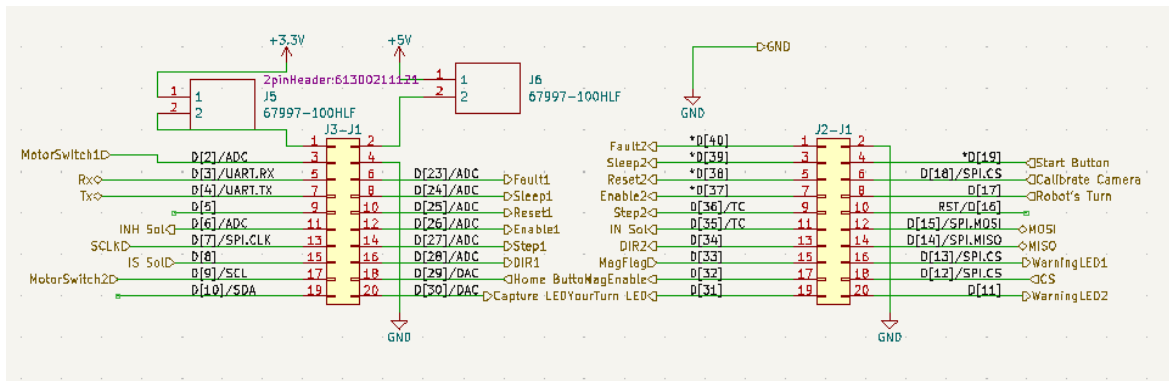 +3.3V +5V GND
2pinHeader:61300211121
1 1 J5 1 1 J6
2 2 67997-100HLF 2 2 67997-100HLF
GND
J3-J1 J2-J1
1 2 Fault2 *D[40] 1 2
MotorSwitch1 D[2]/ADC 3 4 Sleep2 *D[39] 3 4 *D[19] Start Button
Rx D[3]/UART.RX 5 6 D[23]/ADC Fault1 Reset2 *D[38] 5 6 D[18]/SPI.CS Calibrate Camera
Tx D[4]/UART.TX 7 8 D[24]/ADC Sleep1 Enable2 *D[37] 7 8 D[17] Robot's Turn
D[5] 9 10 D[25]/ADC Reset1 Step2 D[36]/TC 9 10 RST/D[16]
INH Sol D[6]/ADC 11 12 D[26]/ADC Enable1 IN Sol D[35]/TC 11 12 D[15]/SPI.MOSI MOSI
SCLK D[7]/SPI.CLK 13 14 D[27]/ADC Step1 DIR2 D[34] 13 14 D[14]/SPI.MISO MISO
IS Sol D[8] 15 16 D[28]/ADC DIR1 MagFlag D[33] 15 16 D[13]/SPI.CS WarningLED1
MotorSwitch2 D[9]/SCL 17 18 D[29]/DAC Home Button MagEnable D[32] 17 18 D[12]/SPI.CS CS
D[10]/SDA 19 20 D[30]/DAC Capture LED YourTurn LED D[31] 19 20 D[11] WarningLED2
GND GND